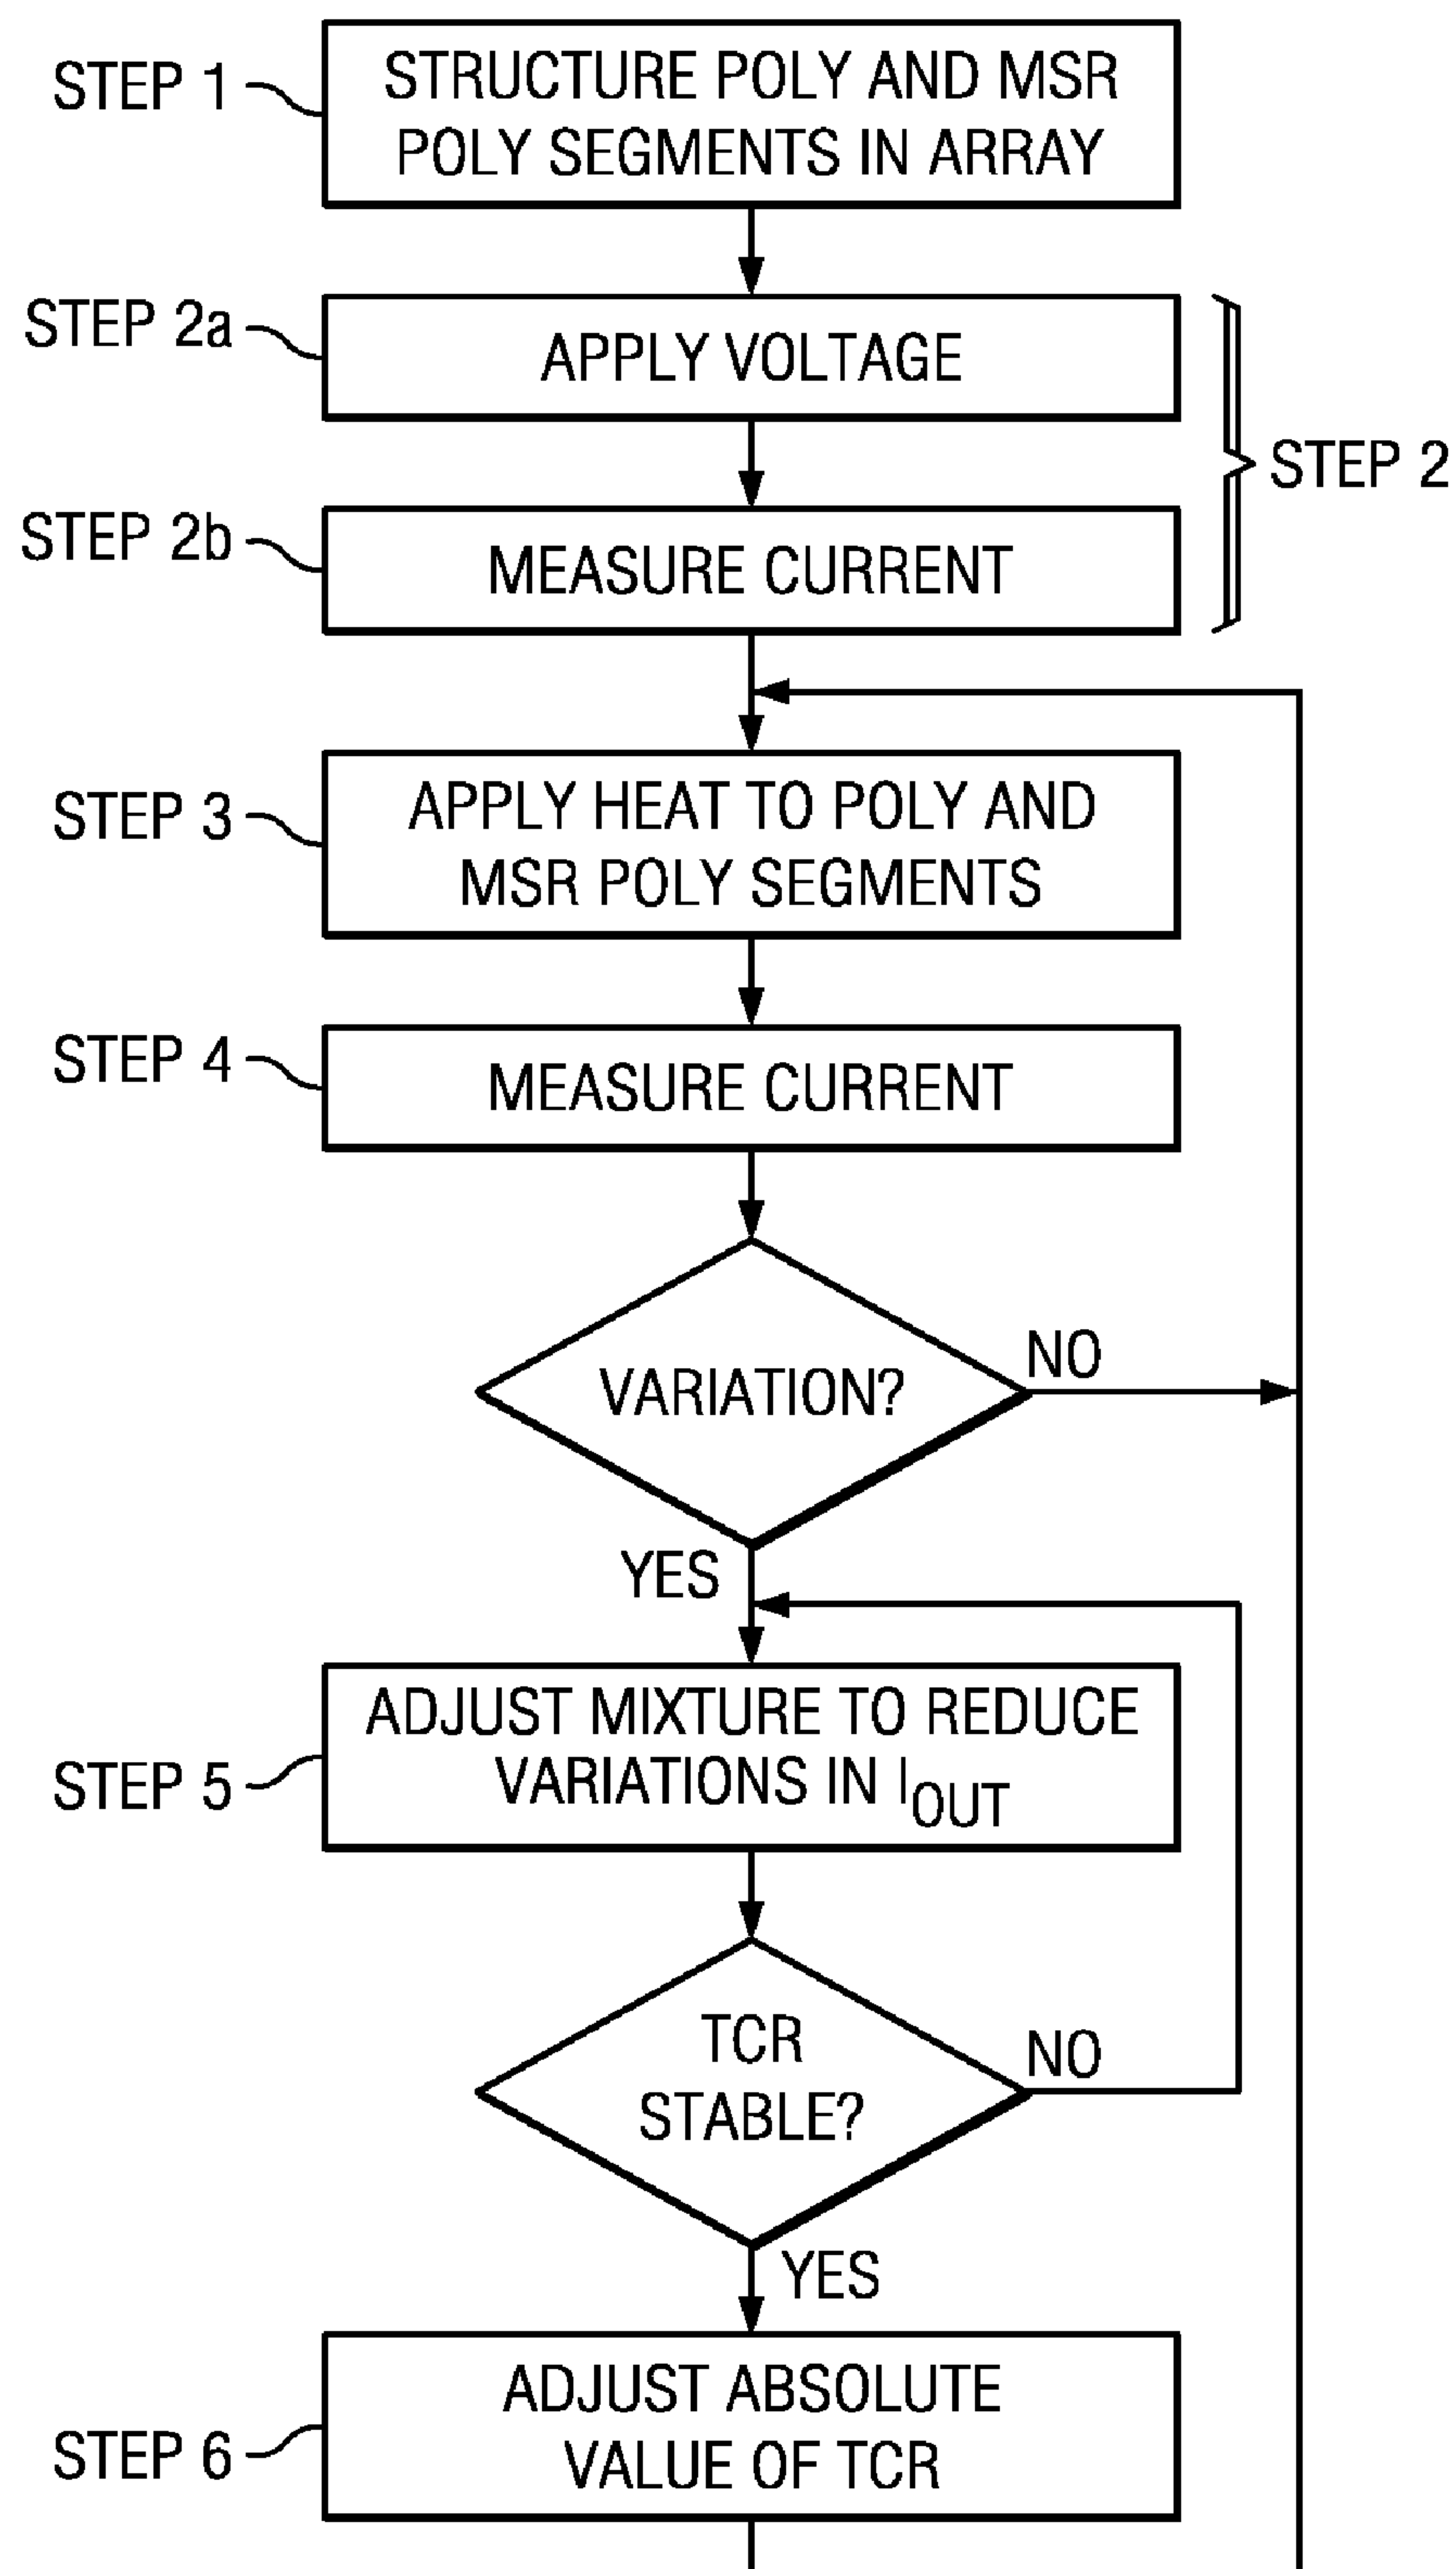 STEP 1
STRUCTURE POLY AND MSR
POLY SEGMENTS IN ARRAY
STEP 2a
APPLY VOLTAGE
STEP 2
STEP 2b
MEASURE CURRENT
STEP 3
APPLY HEAT TO POLY AND
MSR POLY SEGMENTS
STEP 4
MEASURE CURRENT
VARIATION?
NO
YES
STEP 5
ADJUST MIXTURE TO REDUCE
VARIATIONS IN IOUT
TCR
STABLE?
NO
YES
STEP 6
ADJUST ABSOLUTE
VALUE OF TCR